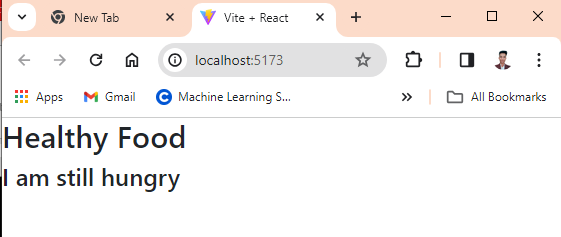 New Tab
Vite + React
localhost:5173
Apps
Gmail
Machine Learning S...
All Bookmarks
Healthy Food
I am still hungry